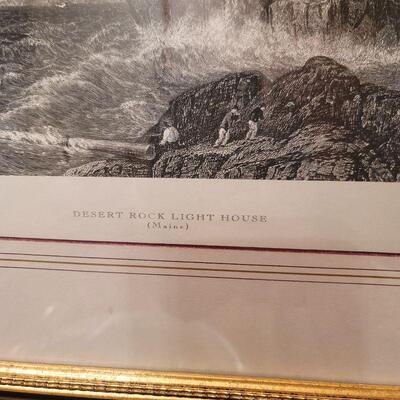 DESERT ROCK LIGHT HOUSE
(Maine)